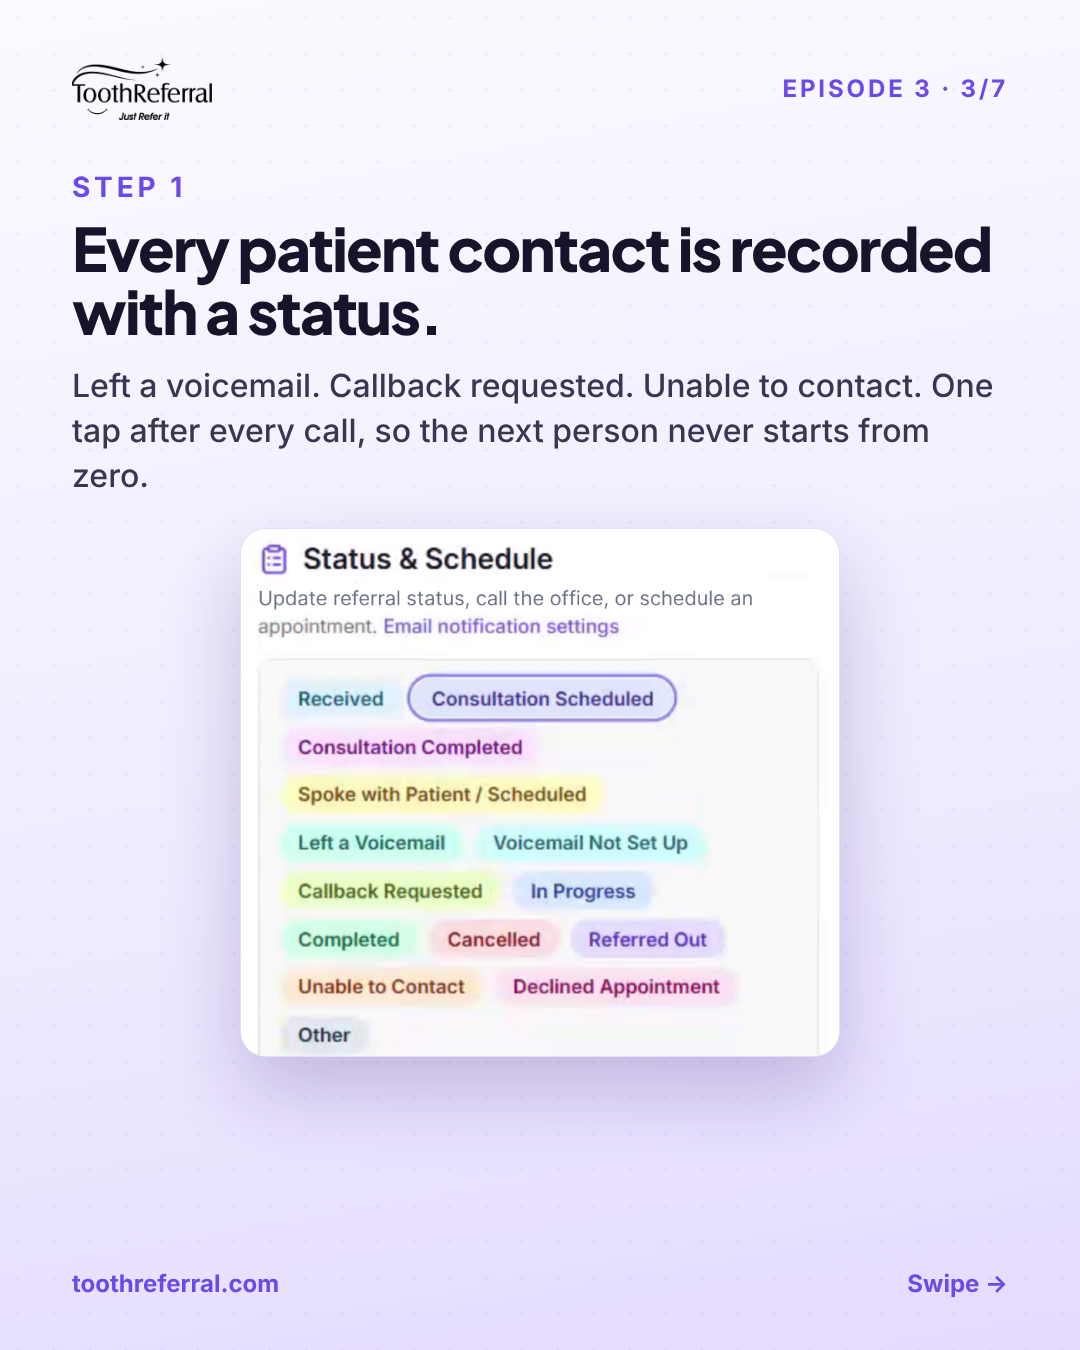 ToothReferral
Just Refer it
EPISODE 3 · 3/7
STEP 1
Every patient contact is recorded
with a status.
Left a voicemail. Callback requested. Unable to contact. One
tap after every call, so the next person never starts from
zero.
Status & Schedule
Update referral status, call the office, or schedule an
appointment. Email notification settings
Received Consultation Scheduled
Consultation Completed
Spoke with Patient / Scheduled
Left a Voicemail Voicemail Not Set Up
Callback Requested In Progress
Completed Cancelled Referred Out
Unable to Contact Declined Appointment
Other
toothreferral.com Swipe →